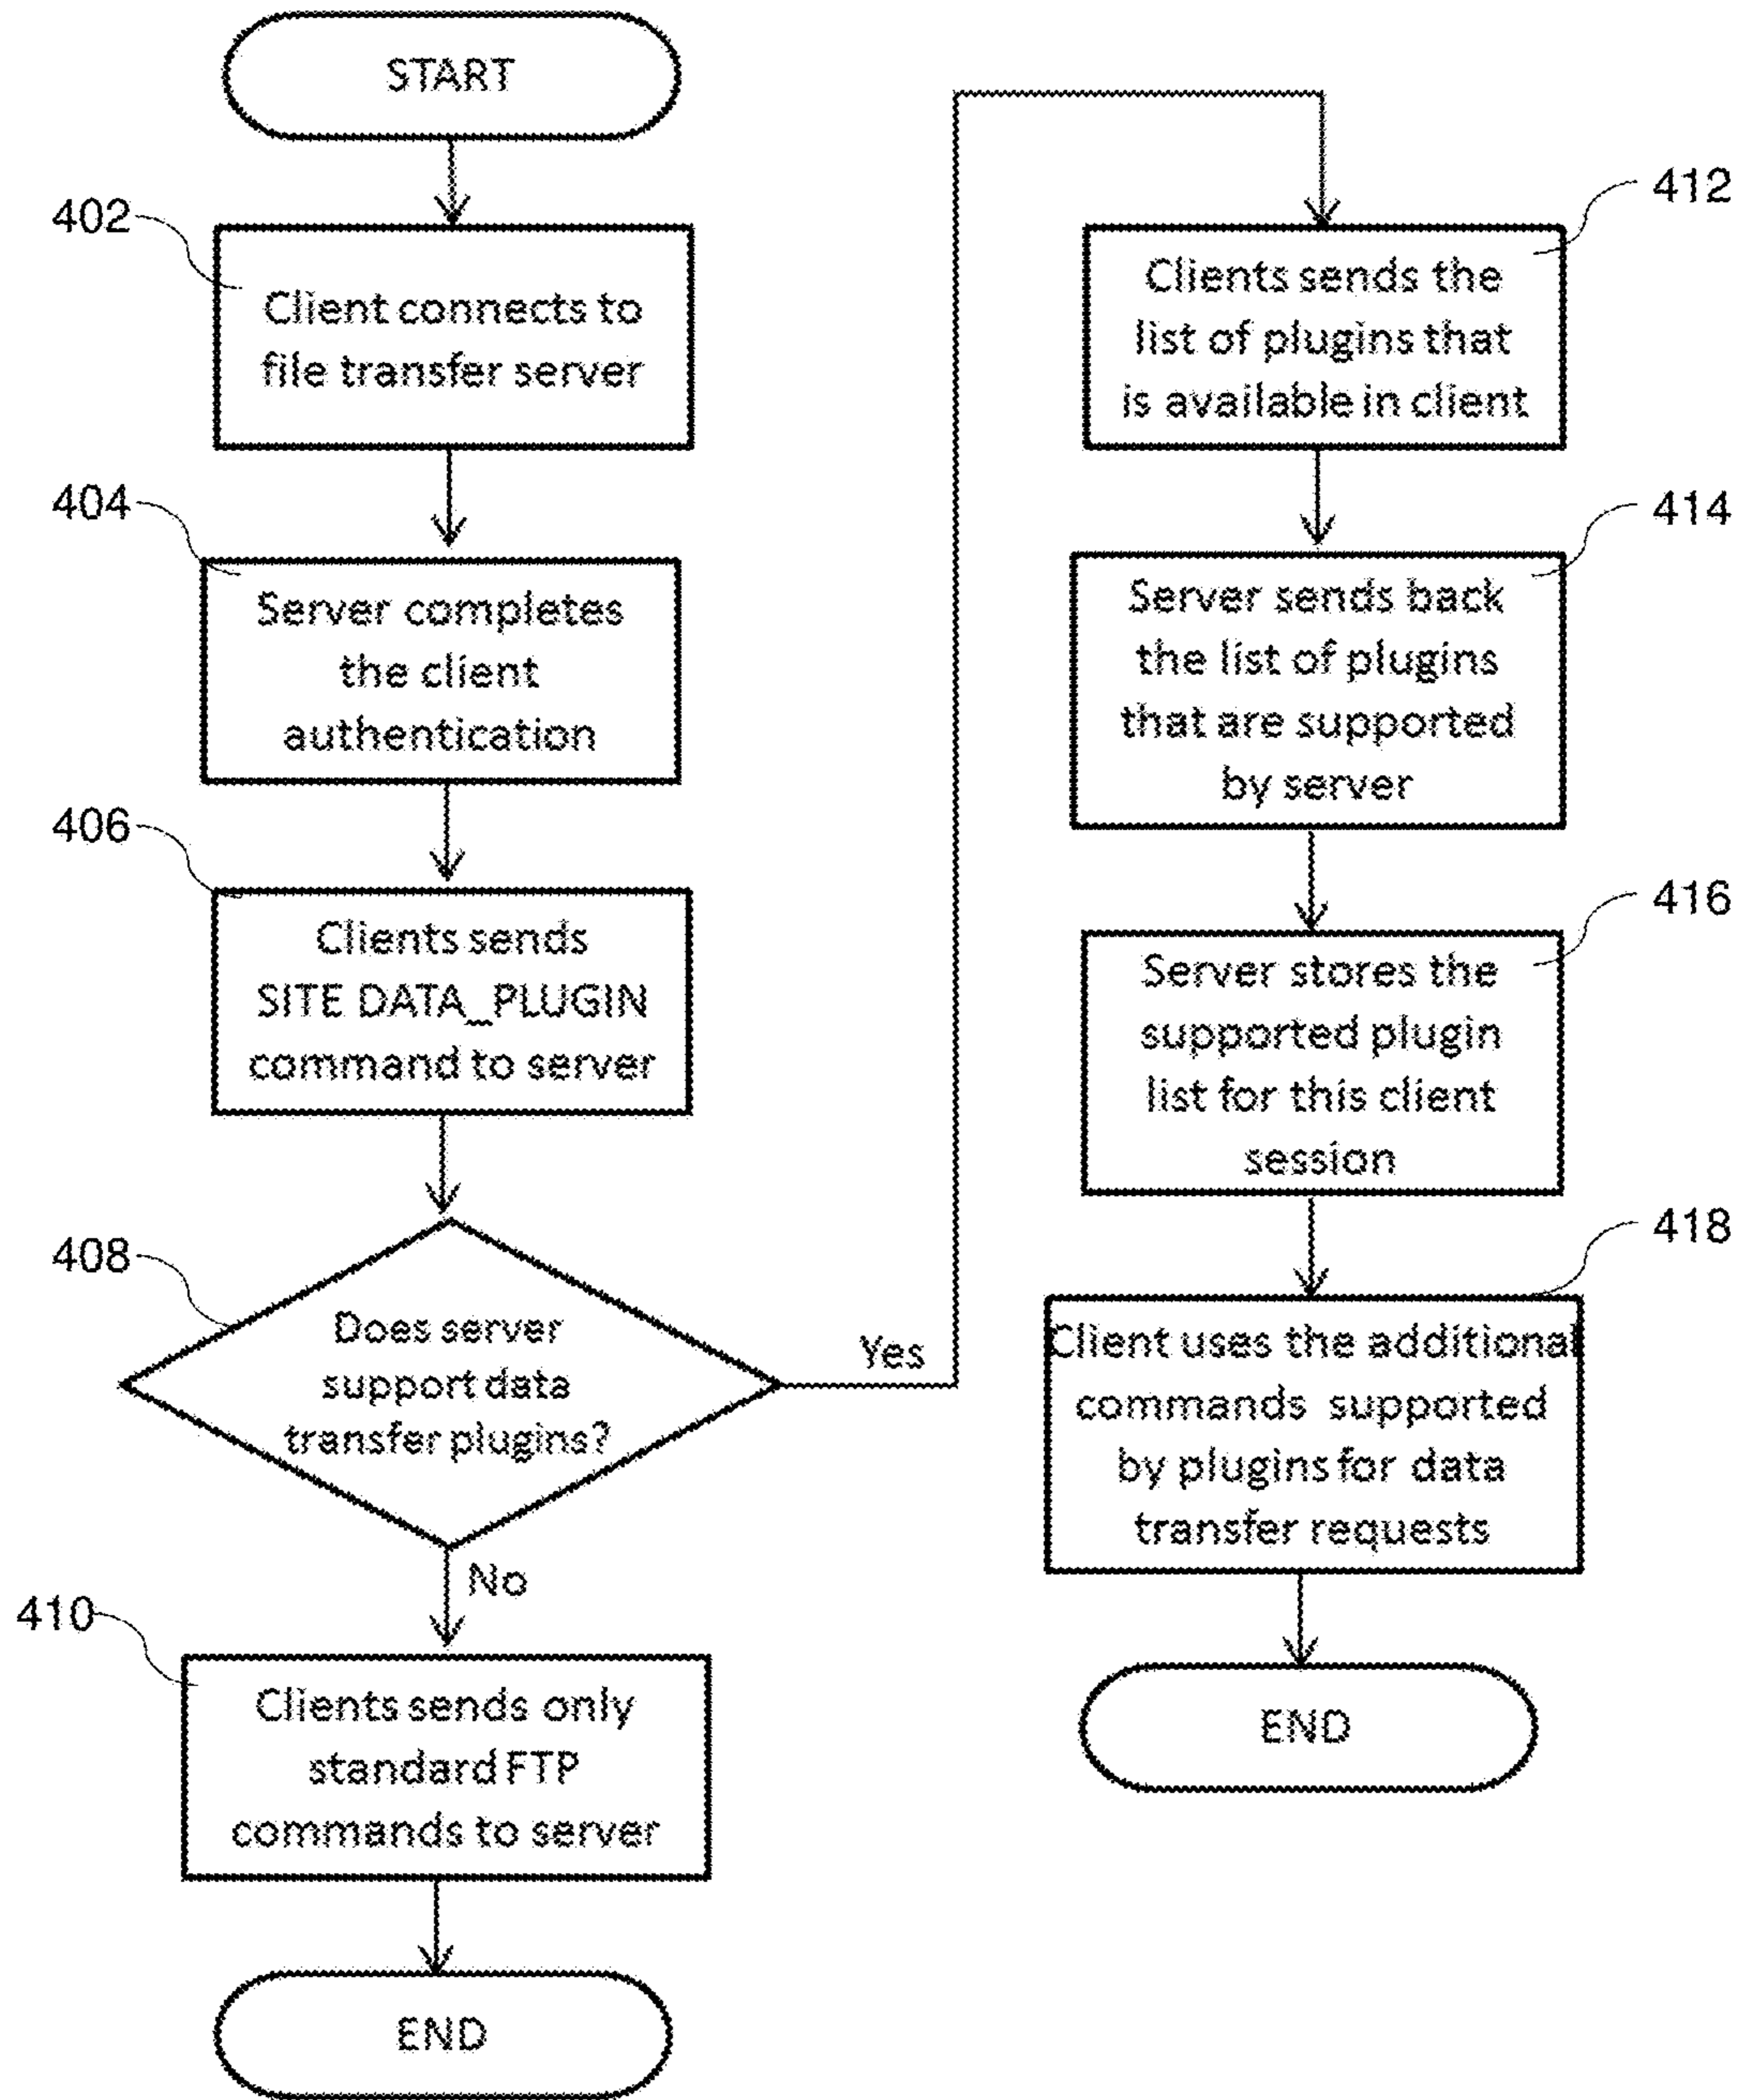 START
402
Client connects to
file transfer server
404
Server completes
the client
authentication
406
Clients sends
SITE DATA_PLUGIN
command to server
408
Does server
support data
transfer plugins?
Yes
No
410
Clients sends only
standard FTP
commands to server
END
412
Clients sends the
list of plugins that
is available in client
414
Server sends back
the list of plugins
that are supported
by server
416
Server stores the
supported plugin
list for this client
session
418
Client uses the additional
commands supported
by plugins for data
transfer requests
END